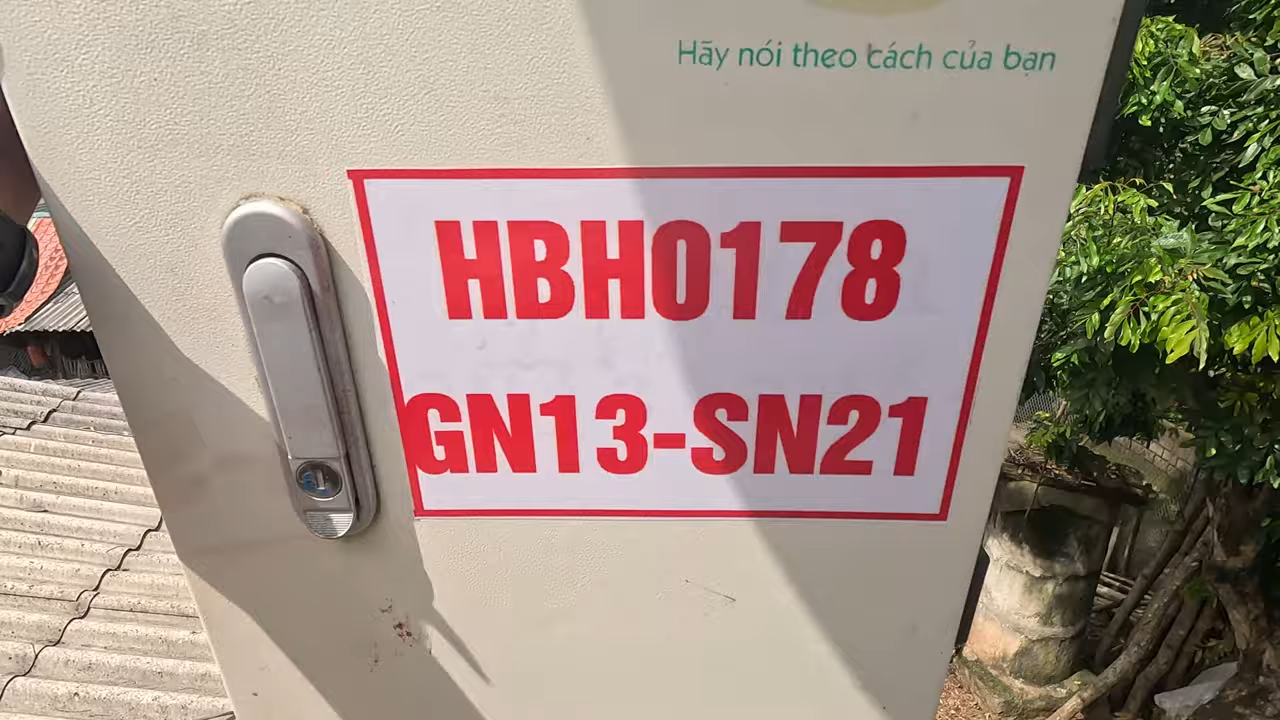 Hãy nói theo cách của bạn
HBH0178
GN13-SN21